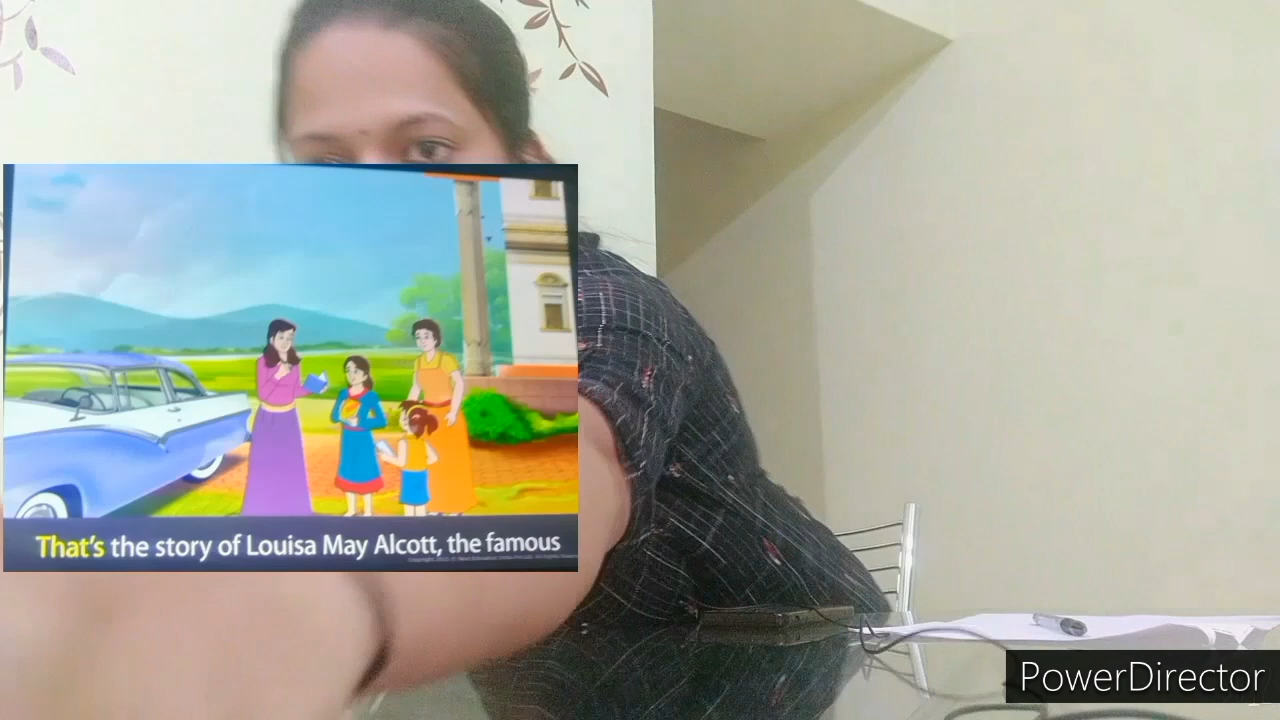 That's the story of Louisa May Alcott, the famous
PowerDirector